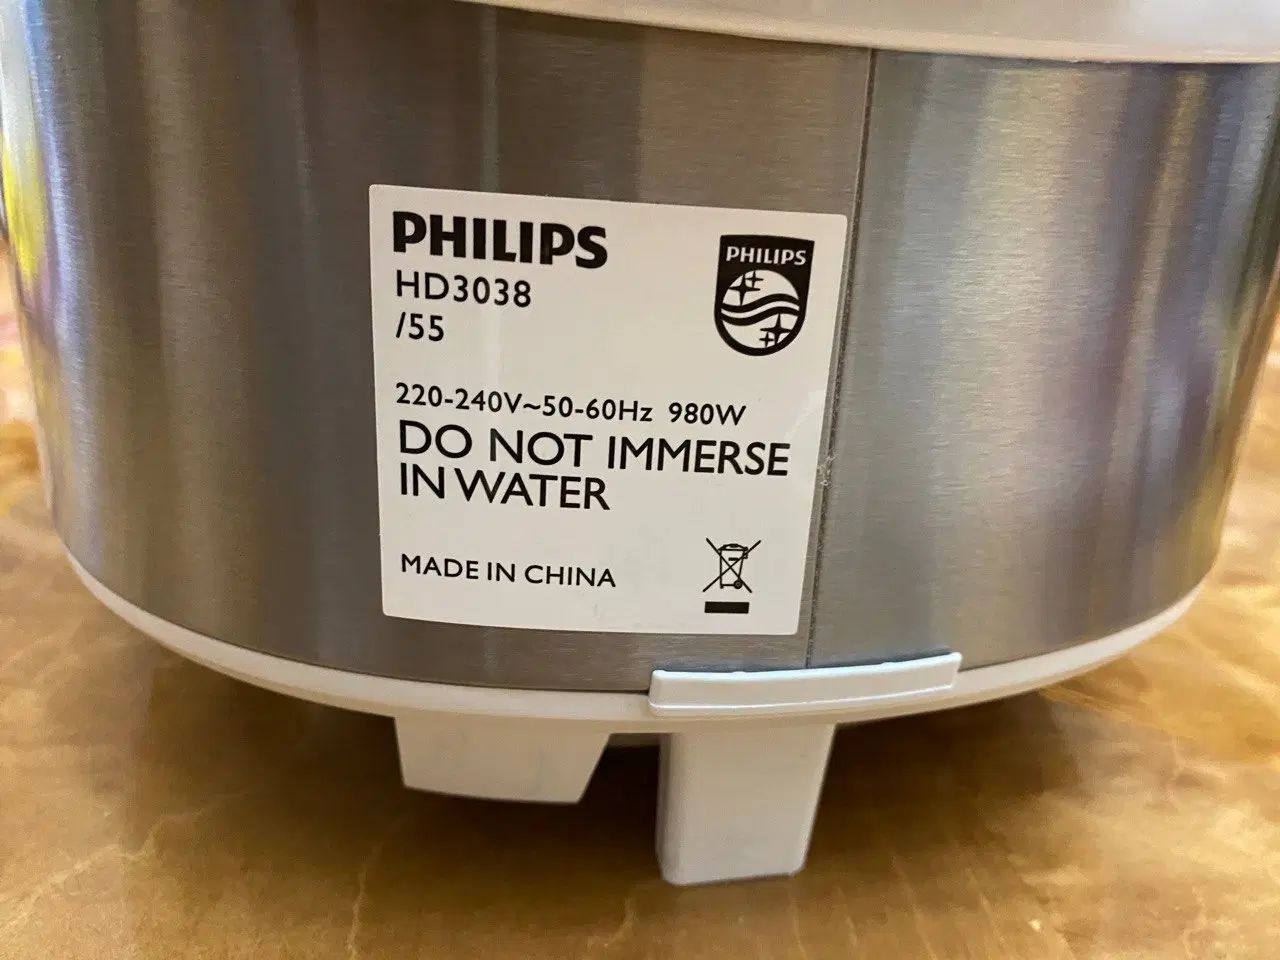 PHILIPS
HD3038
/55
PHILIPS
220-240V~50-60Hz 980W
DO NOT IMMERSE
IN WATER
MADE IN CHINA